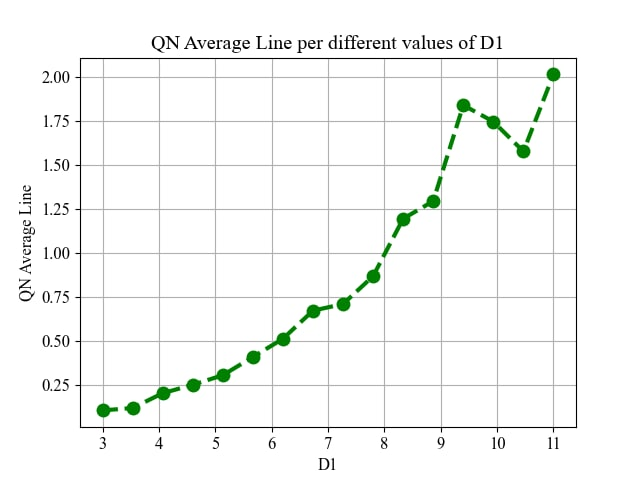 QN Average Line per different values of D1
2.00
1.75
1.50
1.25
1.00
0.75
0.50
0.25
QN Average Line
3 4 5 6 7 8 9 10 11
D1